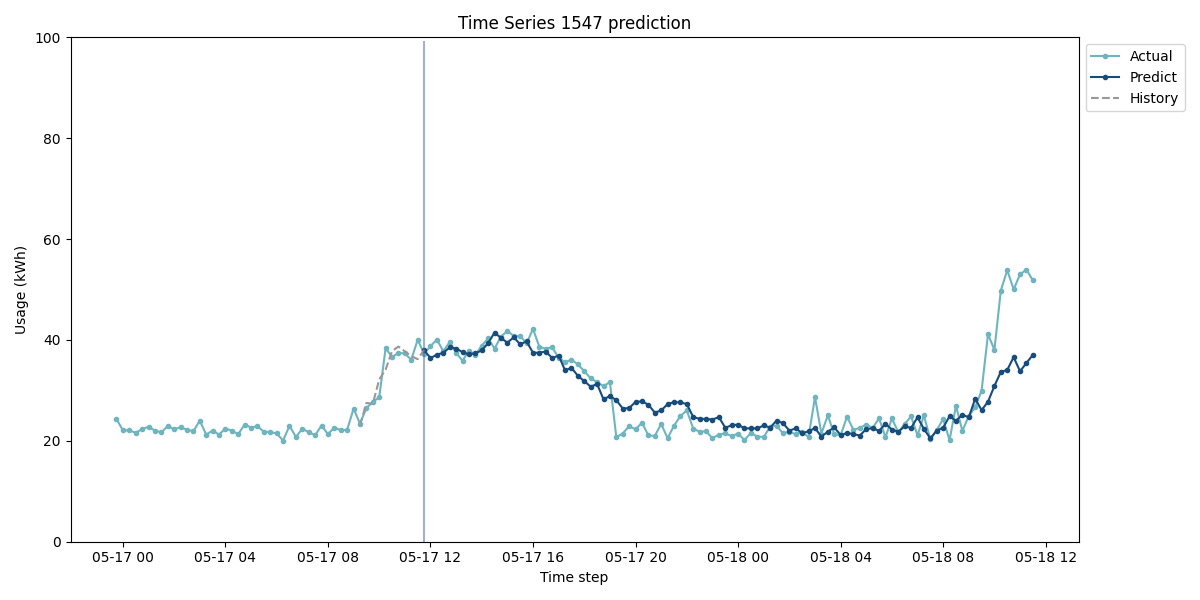 Time Series 1547 prediction
100
80
60
40
20
0
Usage (kWh)
05-17 00
05-17 04
05-17 08
05-17 12
05-17 16
05-17 20
05-18 00
05-18 04
05-18 08
05-18 12
Time step
Actual
Predict
History